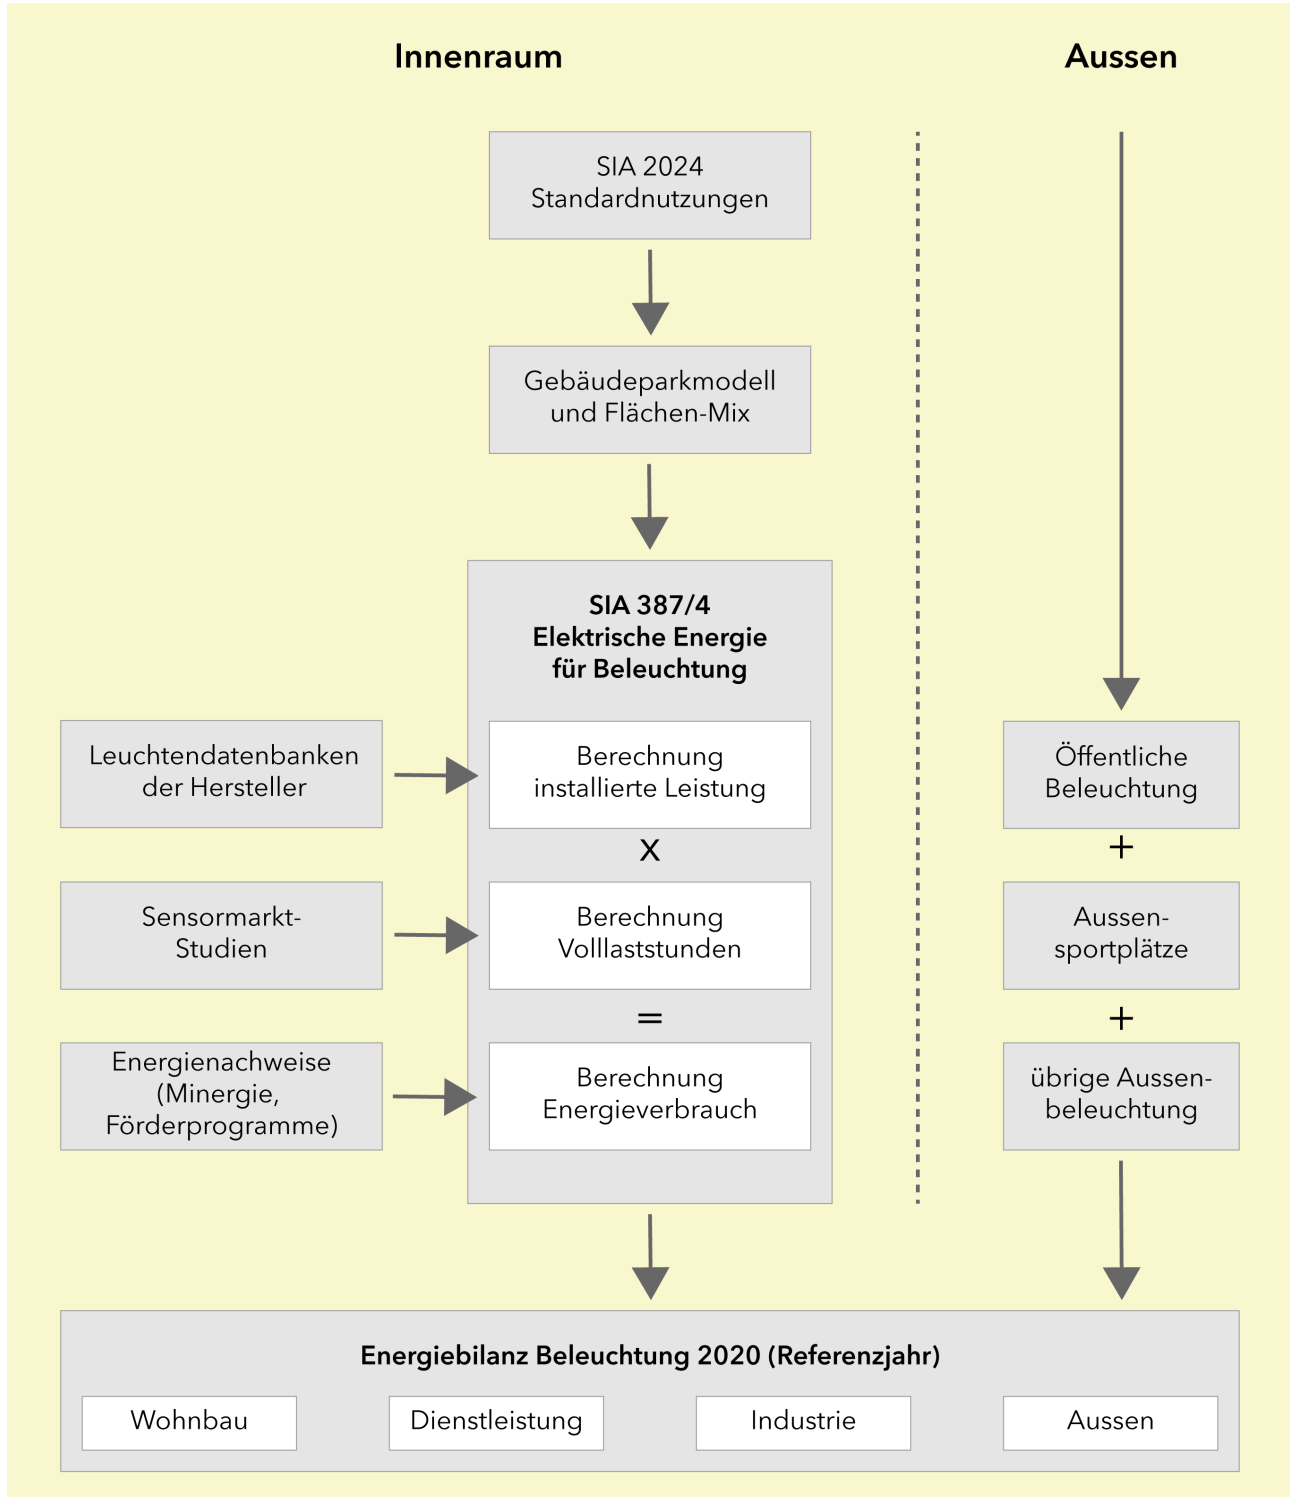 Innenraum
Aussen
SIA 2024
Standardnutzungen
Gebäudeparkmodell
und Flächen-Mix
SIA 387/4
Elektrische Energie
für Beleuchtung
Leuchtendatenbanken
der Hersteller
Berechnung
installierte Leistung
x
Sensormarkt-
Studien
Berechnung
Volllaststunden
=
Energienachweise
(Minergie,
Förderprogramme)
Berechnung
Energieverbrauch
Öffentliche
Beleuchtung
+
Aussen-
sportplätze
+
übrige Aussen-
beleuchtung
Energiebilanz Beleuchtung 2020 (Referenzjahr)
Wohnbau
Dienstleistung
Industrie
Aussen